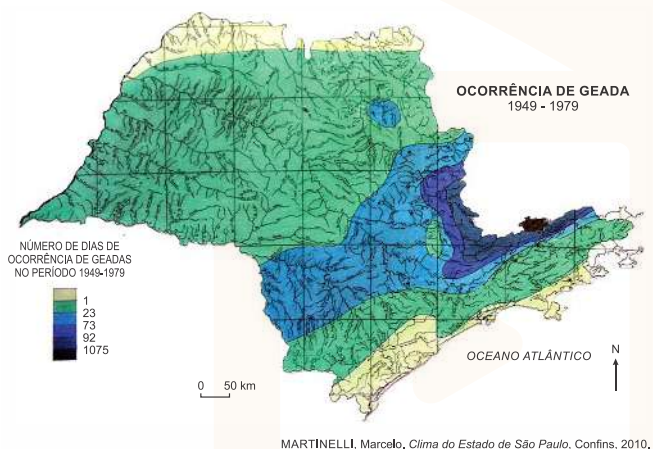 OCORRÊNCIA DE GEADA
1949 - 1979
NÚMERO DE DIAS DE
OCORRÊNCIA DE GEADAS
NO PERÍODO 1949-1979
1
23
73
92
1075
0 50 km
OCEANO ATLÂNTICO
N
MARTINELLI, Marcelo, Clima do Estado de São Paulo, Confins, 2010,